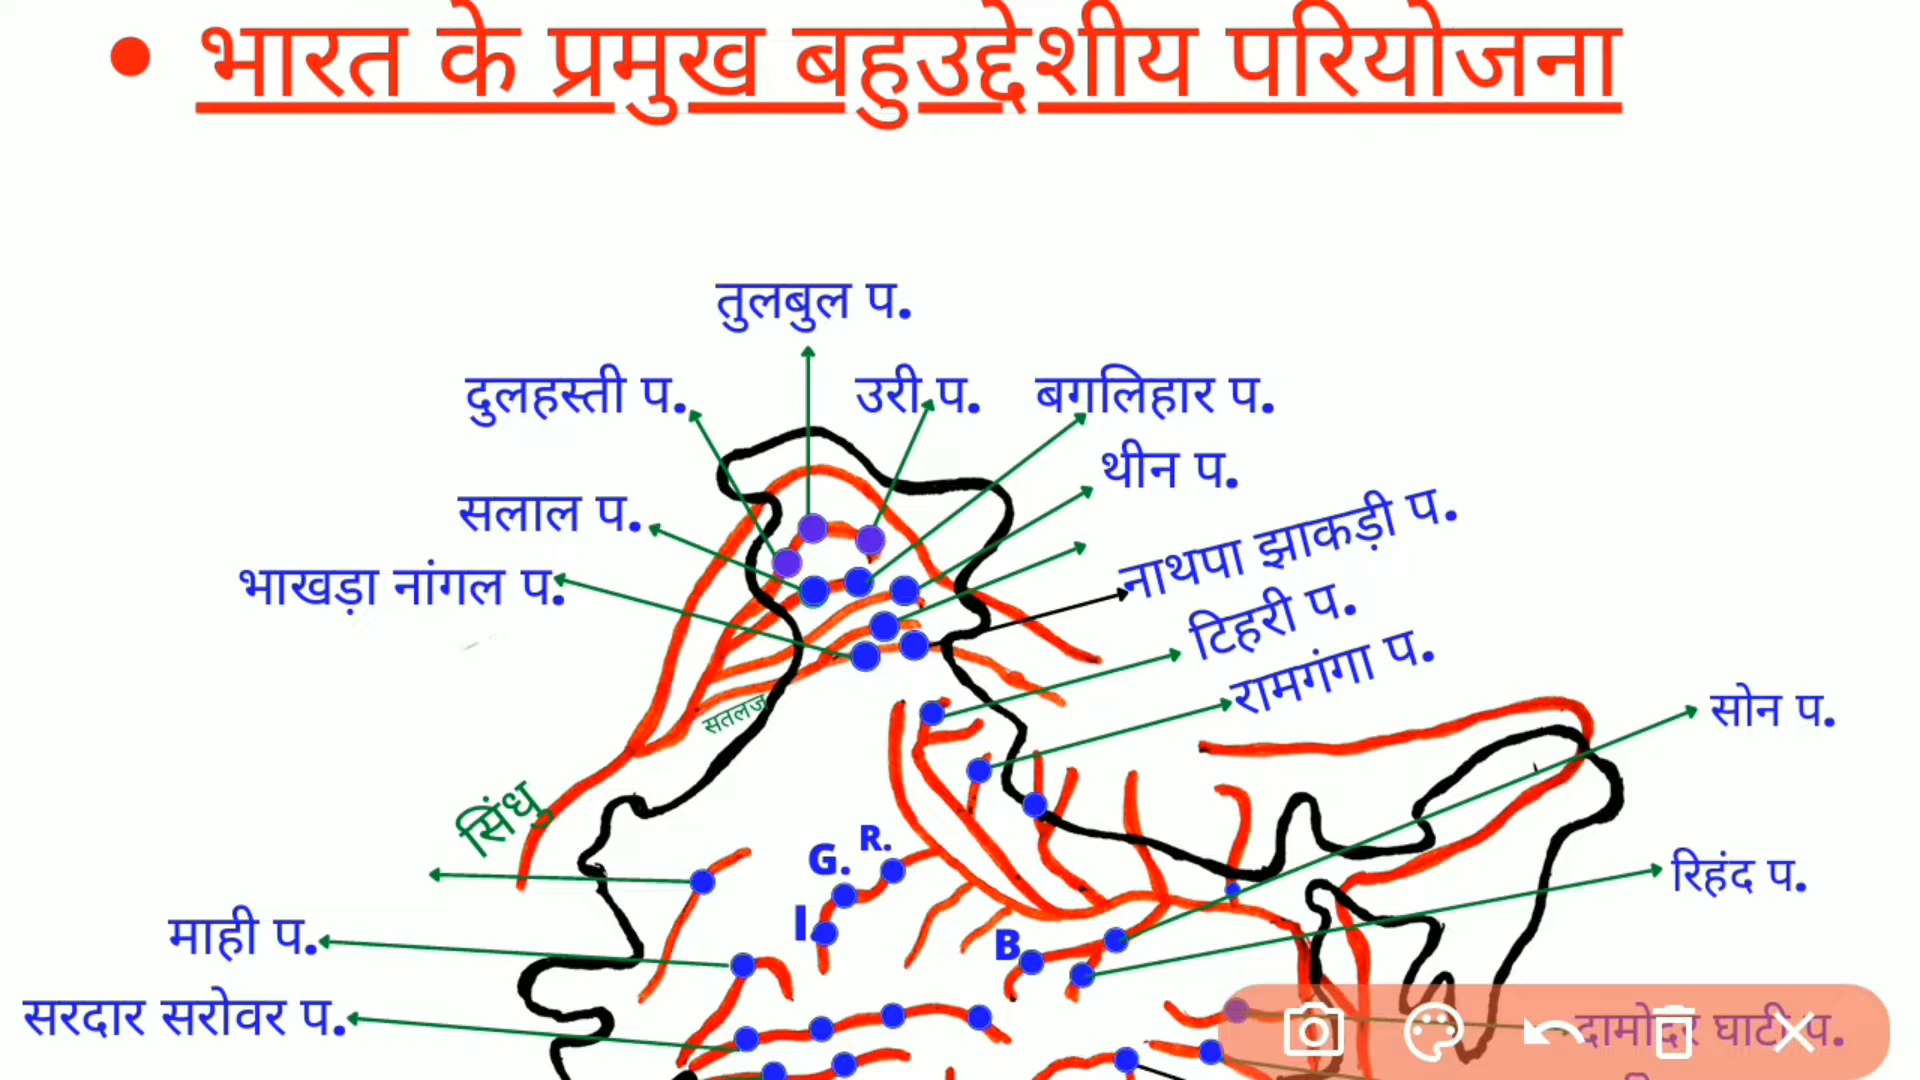 • भारत के प्रमुख बहुउद्देशीय परियोजना
तुलबुल प.
दुलहस्ती प.
उरी प.
बगलिहार प.
थीन प.
सलाल प.
नाथपा झाकड़ी प.
भाखड़ा नांगल प.
टिहरी प.
रामगंगा प.
सतलज
सोन प.
सिंधु
R.
G.
रिहंद प.
I.
माही प.
B
सरदार सरोवर प.
दामोदर घाटी प.